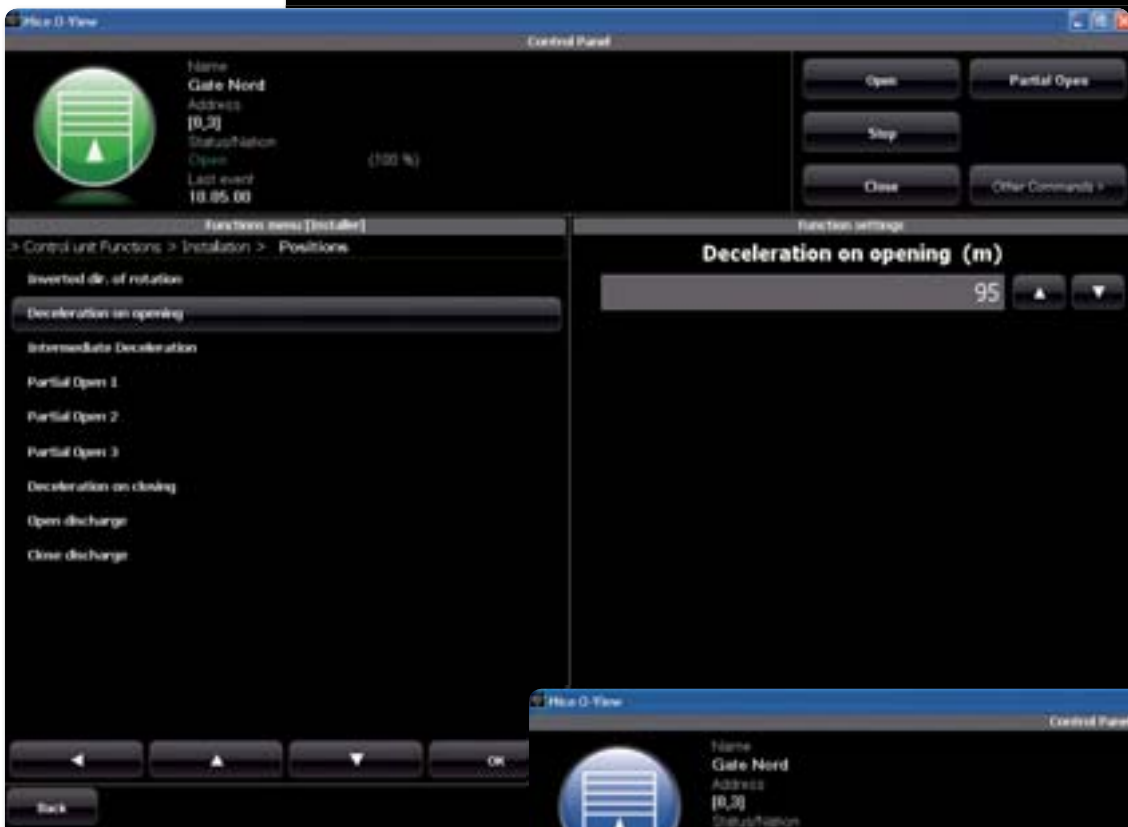 Nice O-View
Control Panel
Name
Gate Nord
Address
[0,3]
Status/Nation
Open (100 %)
Last event
18.05.00
Open
Partial Open
Stop
Close
Other Commands >
Functions menu [Installer]
> Control unit Functions > Installation > Positions
Inverted dir. of rotation
Deceleration on opening
Intermediate Deceleration
Partial Open 1
Partial Open 2
Partial Open 3
Deceleration on closing
Open discharge
Close discharge
OK
Back
Function settings
Deceleration on opening (m)
95
Nice O-View
Control Pane
Name
Gate Nord
Address
[0,3]
Status/Nation